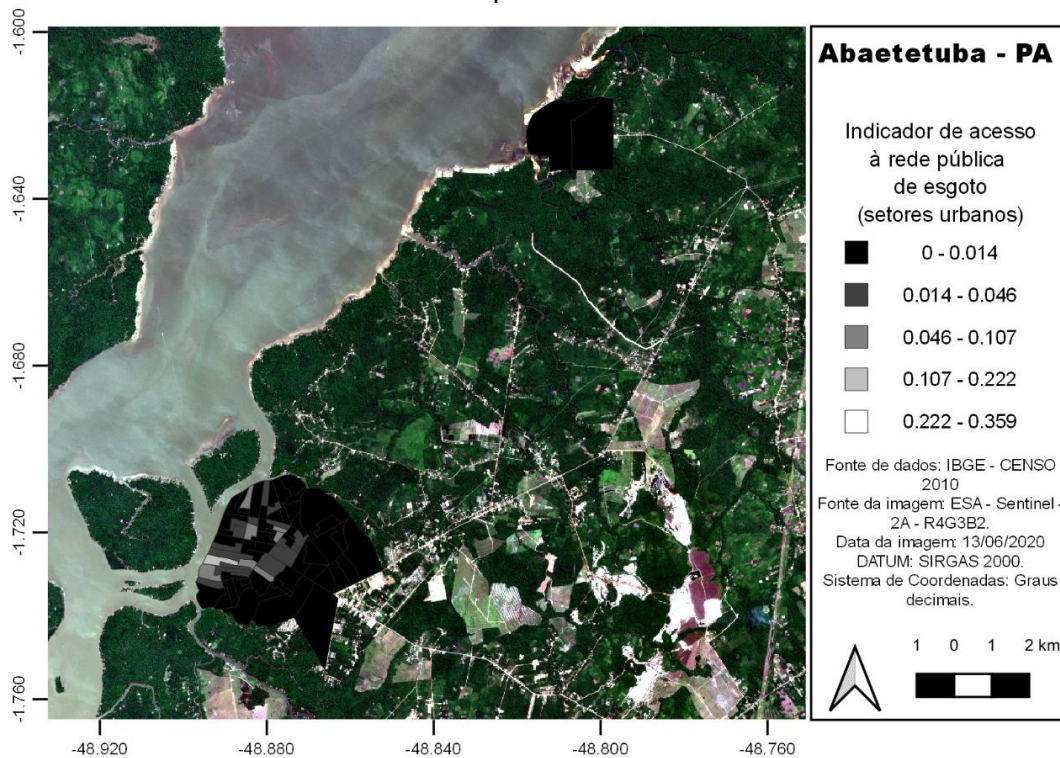 Abaetetuba - PA
Indicador de acesso
à rede pública
de esgoto
(setores urbanos)
0 - 0.014
0.014 - 0.046
0.046 - 0.107
0.107 - 0.222
0.222 - 0.359
Fonte de dados: IBGE - CENSO
2010
Fonte da imagem: ESA - Sentinel -
2A - R4G3B2.
Data da imagem: 13/06/2020
DATUM: SIRGAS 2000.
Sistema de Coordenadas: Graus
decimais.
1 0 1 2 km
-1.600
-1.640
-1.680
-1.720
-1.760
-48.920 -48.880 -48.840 -48.800 -48.760